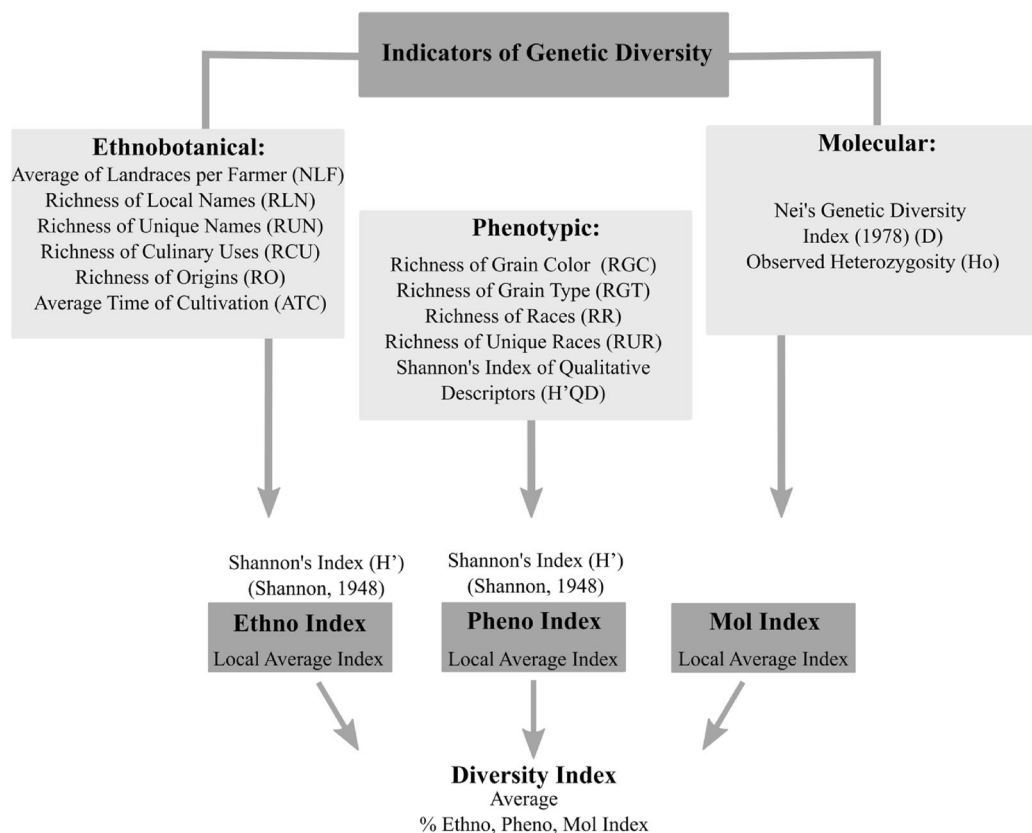 Indicators of Genetic Diversity
Ethnobotanical:
Average of Landraces per Farmer (NLF)
Richness of Local Names (RLN)
Richness of Unique Names (RUN)
Richness of Culinary Uses (RCU)
Richness of Origins (RO)
Average Time of Cultivation (ATC)
Phenotypic:
Richness of Grain Color (RGC)
Richness of Grain Type (RGT)
Richness of Races (RR)
Richness of Unique Races (RUR)
Shannon's Index of Qualitative
Descriptors (H’QD)
Molecular:
Nei's Genetic Diversity
Index (1978) (D)
Observed Heterozygosity (Ho)
Shannon's Index (H’)
(Shannon, 1948)
Ethno Index
Local Average Index
Shannon's Index (H’)
(Shannon, 1948)
Pheno Index
Local Average Index
Mol Index
Local Average Index
Diversity Index
Average
% Ethno, Pheno, Mol Index